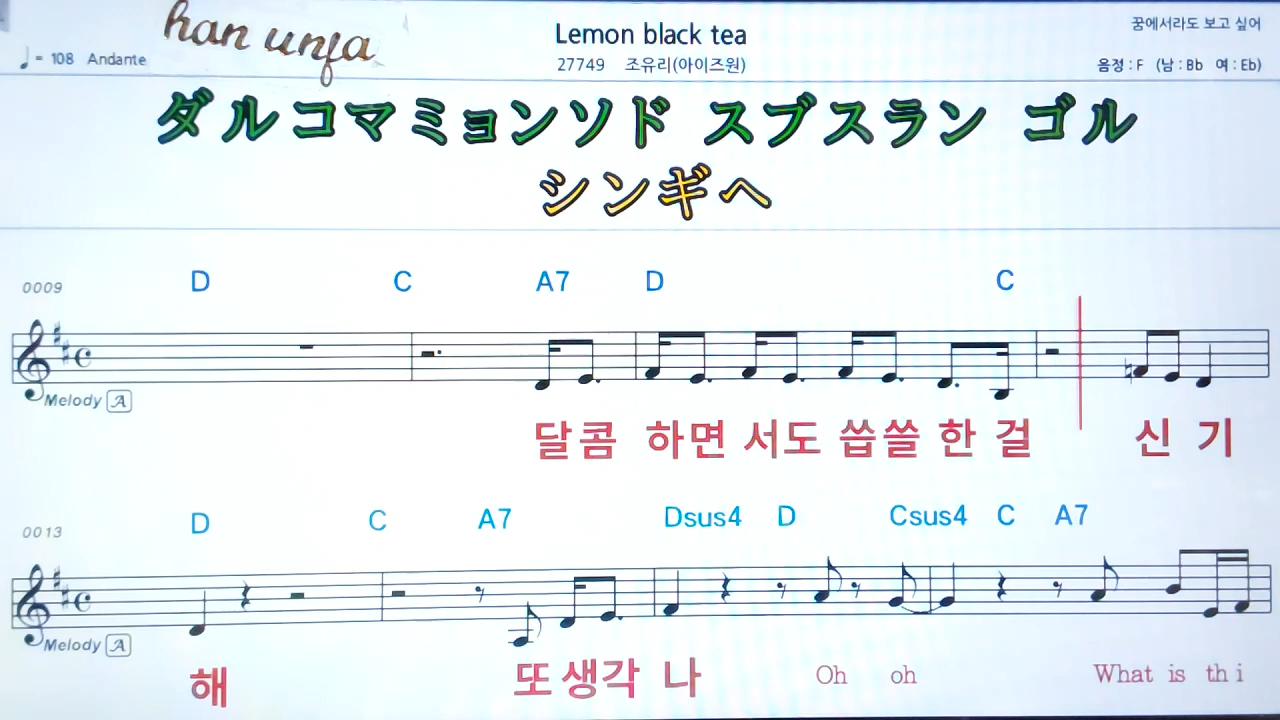 han unja
Lemon black tea
꿈에서라도 보고 싶어
♩= 108 Andante
27749 조유리(아이즈원)
음정 : F (남 : Bb 여 : Eb)
ダルコマミョンソド スブスラン ゴル
シンギヘ
0009
D C A7 D C
Melody A
달콤 하면 서도 씁쓸 한 걸 신 기
0013
D C A7 Dsus4 D Csus4 C A7
Melody A
해 또 생각 나 Oh oh What is thi